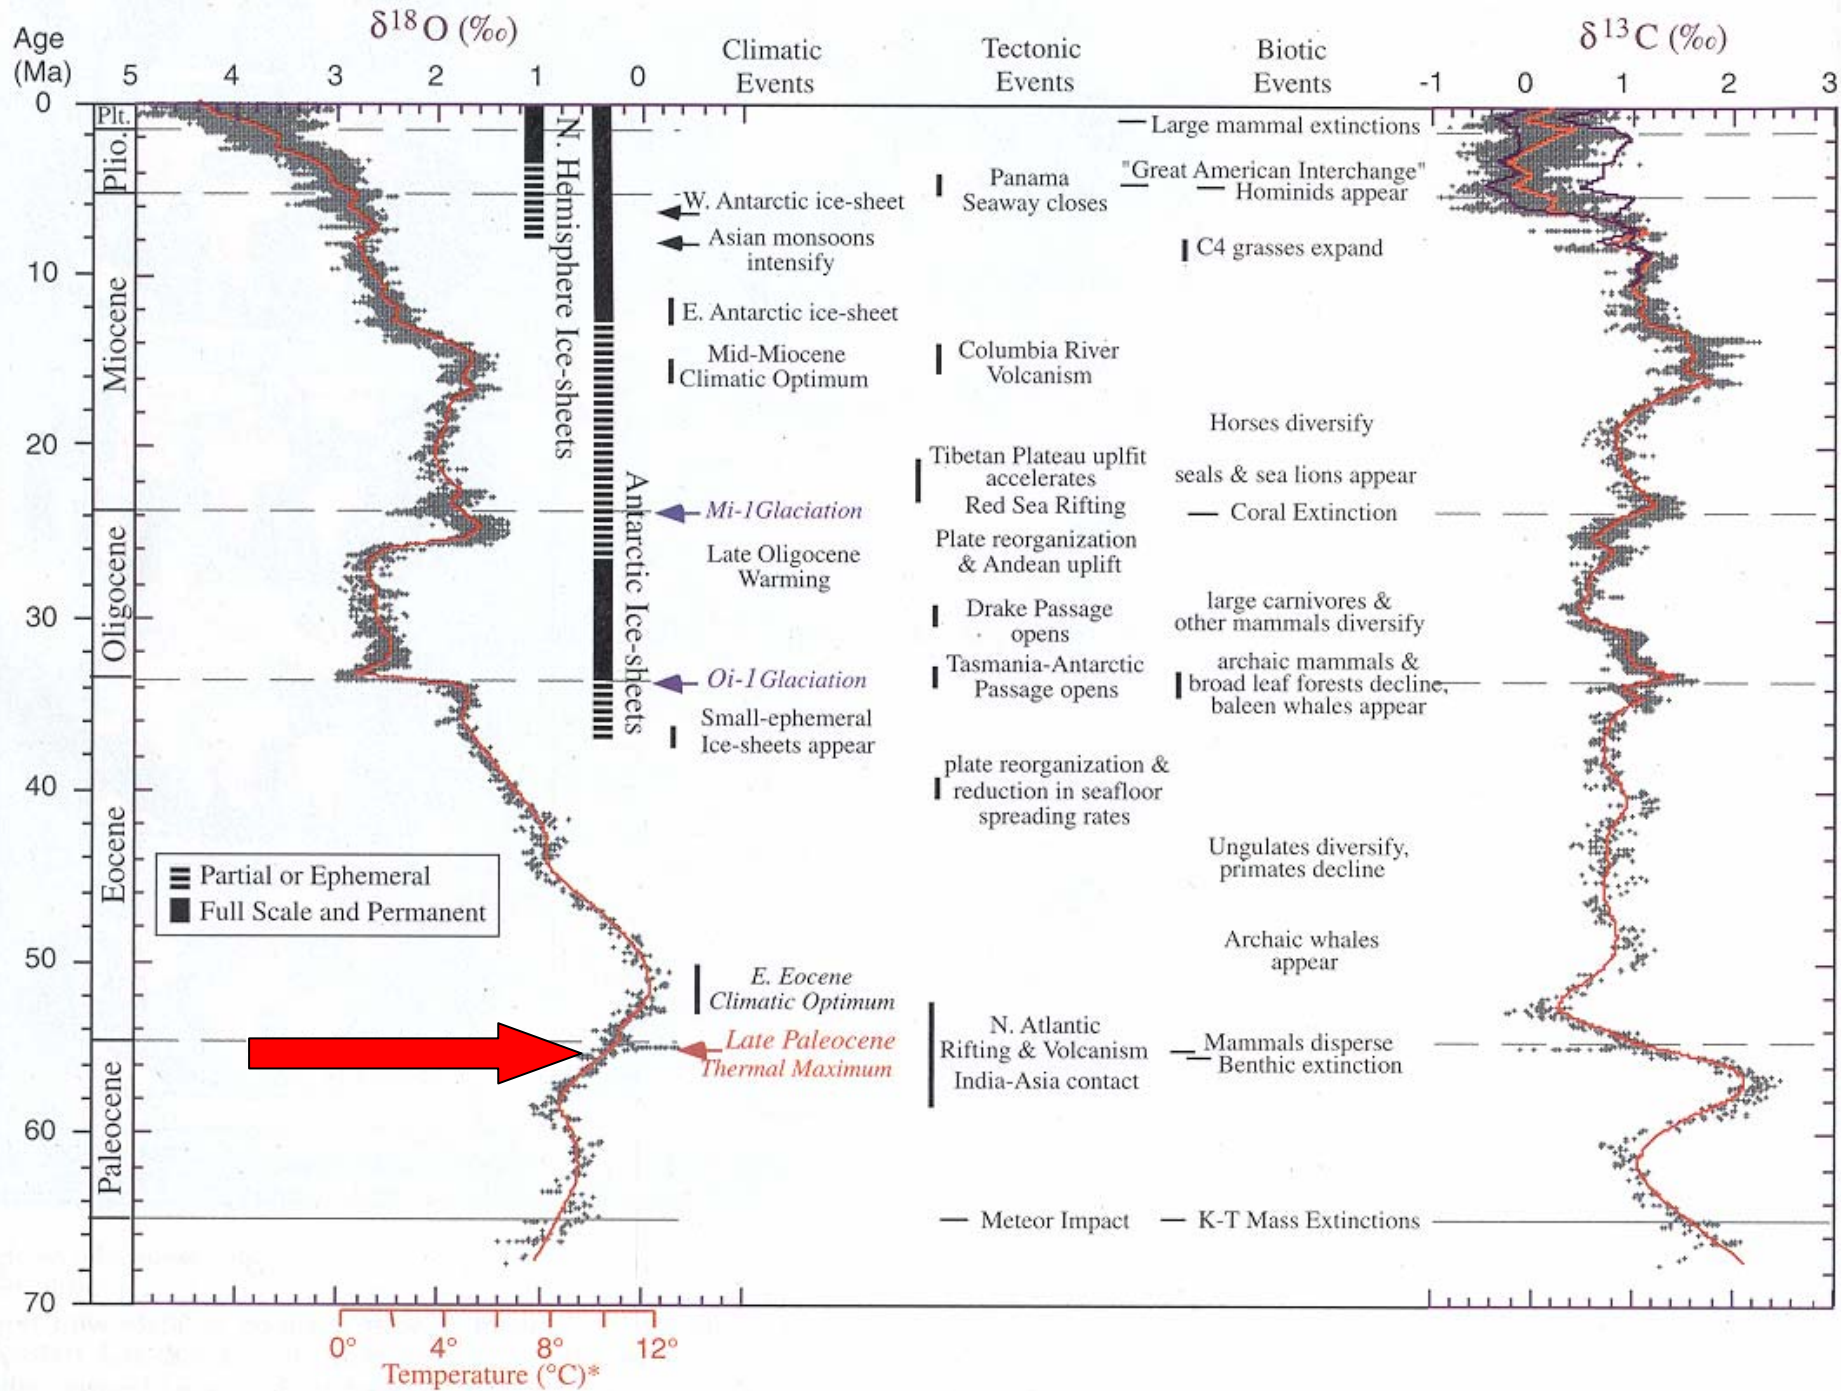 δ18O (‰)
δ13C (‰)
Age
(Ma)
5 4 3 2 1 0
Climatic
Events
Tectonic
Events
Biotic
Events
-1 0 1 2 3
0
10
20
30
40
50
60
70
Plt.
Plio.
Miocene
Oligocene
Eocene
Paleocene
N. Hemisphere Ice-sheets
Antarctic Ice-sheets
W. Antarctic ice-sheet
Asian monsoons
intensify
E. Antarctic ice-sheet
Mid-Miocene
Climatic Optimum
Mi-1Glaciation
Late Oligocene
Warming
Oi-1Glaciation
Small-ephemeral
Ice-sheets appear
E. Eocene
Climatic Optimum
Late Paleocene
Thermal Maximum
Panama
Seaway closes
Columbia River
Volcanism
Tibetan Plateau uplfit
accelerates
Red Sea Rifting
Plate reorganization
& Andean uplift
Drake Passage
opens
Tasmania-Antarctic
Passage opens
plate reorganization &
reduction in seafloor
spreading rates
N. Atlantic
Rifting & Volcanism
India-Asia contact
Meteor Impact
Large mammal extinctions
"Great American Interchange"
Hominids appear
C4 grasses expand
Horses diversify
seals & sea lions appear
Coral Extinction
large carnivores &
other mammals diversify
archaic mammals &
broad leaf forests decline,
baleen whales appear
Ungulates diversify,
primates decline
Archaic whales
appear
Mammals disperse
Benthic extinction
K-T Mass Extinctions
Partial or Ephemeral
Full Scale and Permanent
0° 4° 8° 12°
Temperature (°C)*